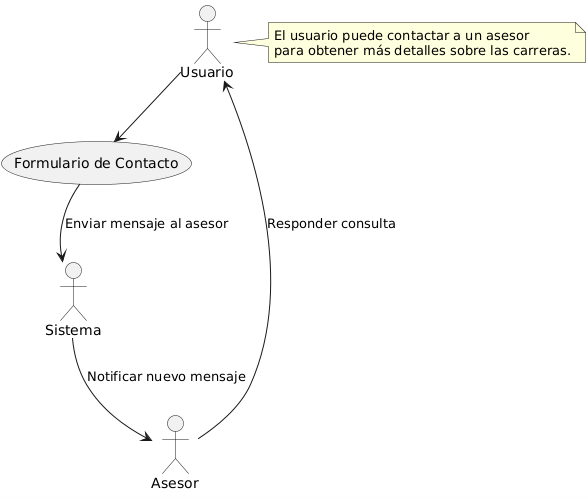 El usuario puede contactar a un asesor
para obtener más detalles sobre las carreras.
Usuario
Formulario de Contacto
Enviar mensaje al asesor
Responder consulta
Sistema
Notificar nuevo mensaje
Asesor